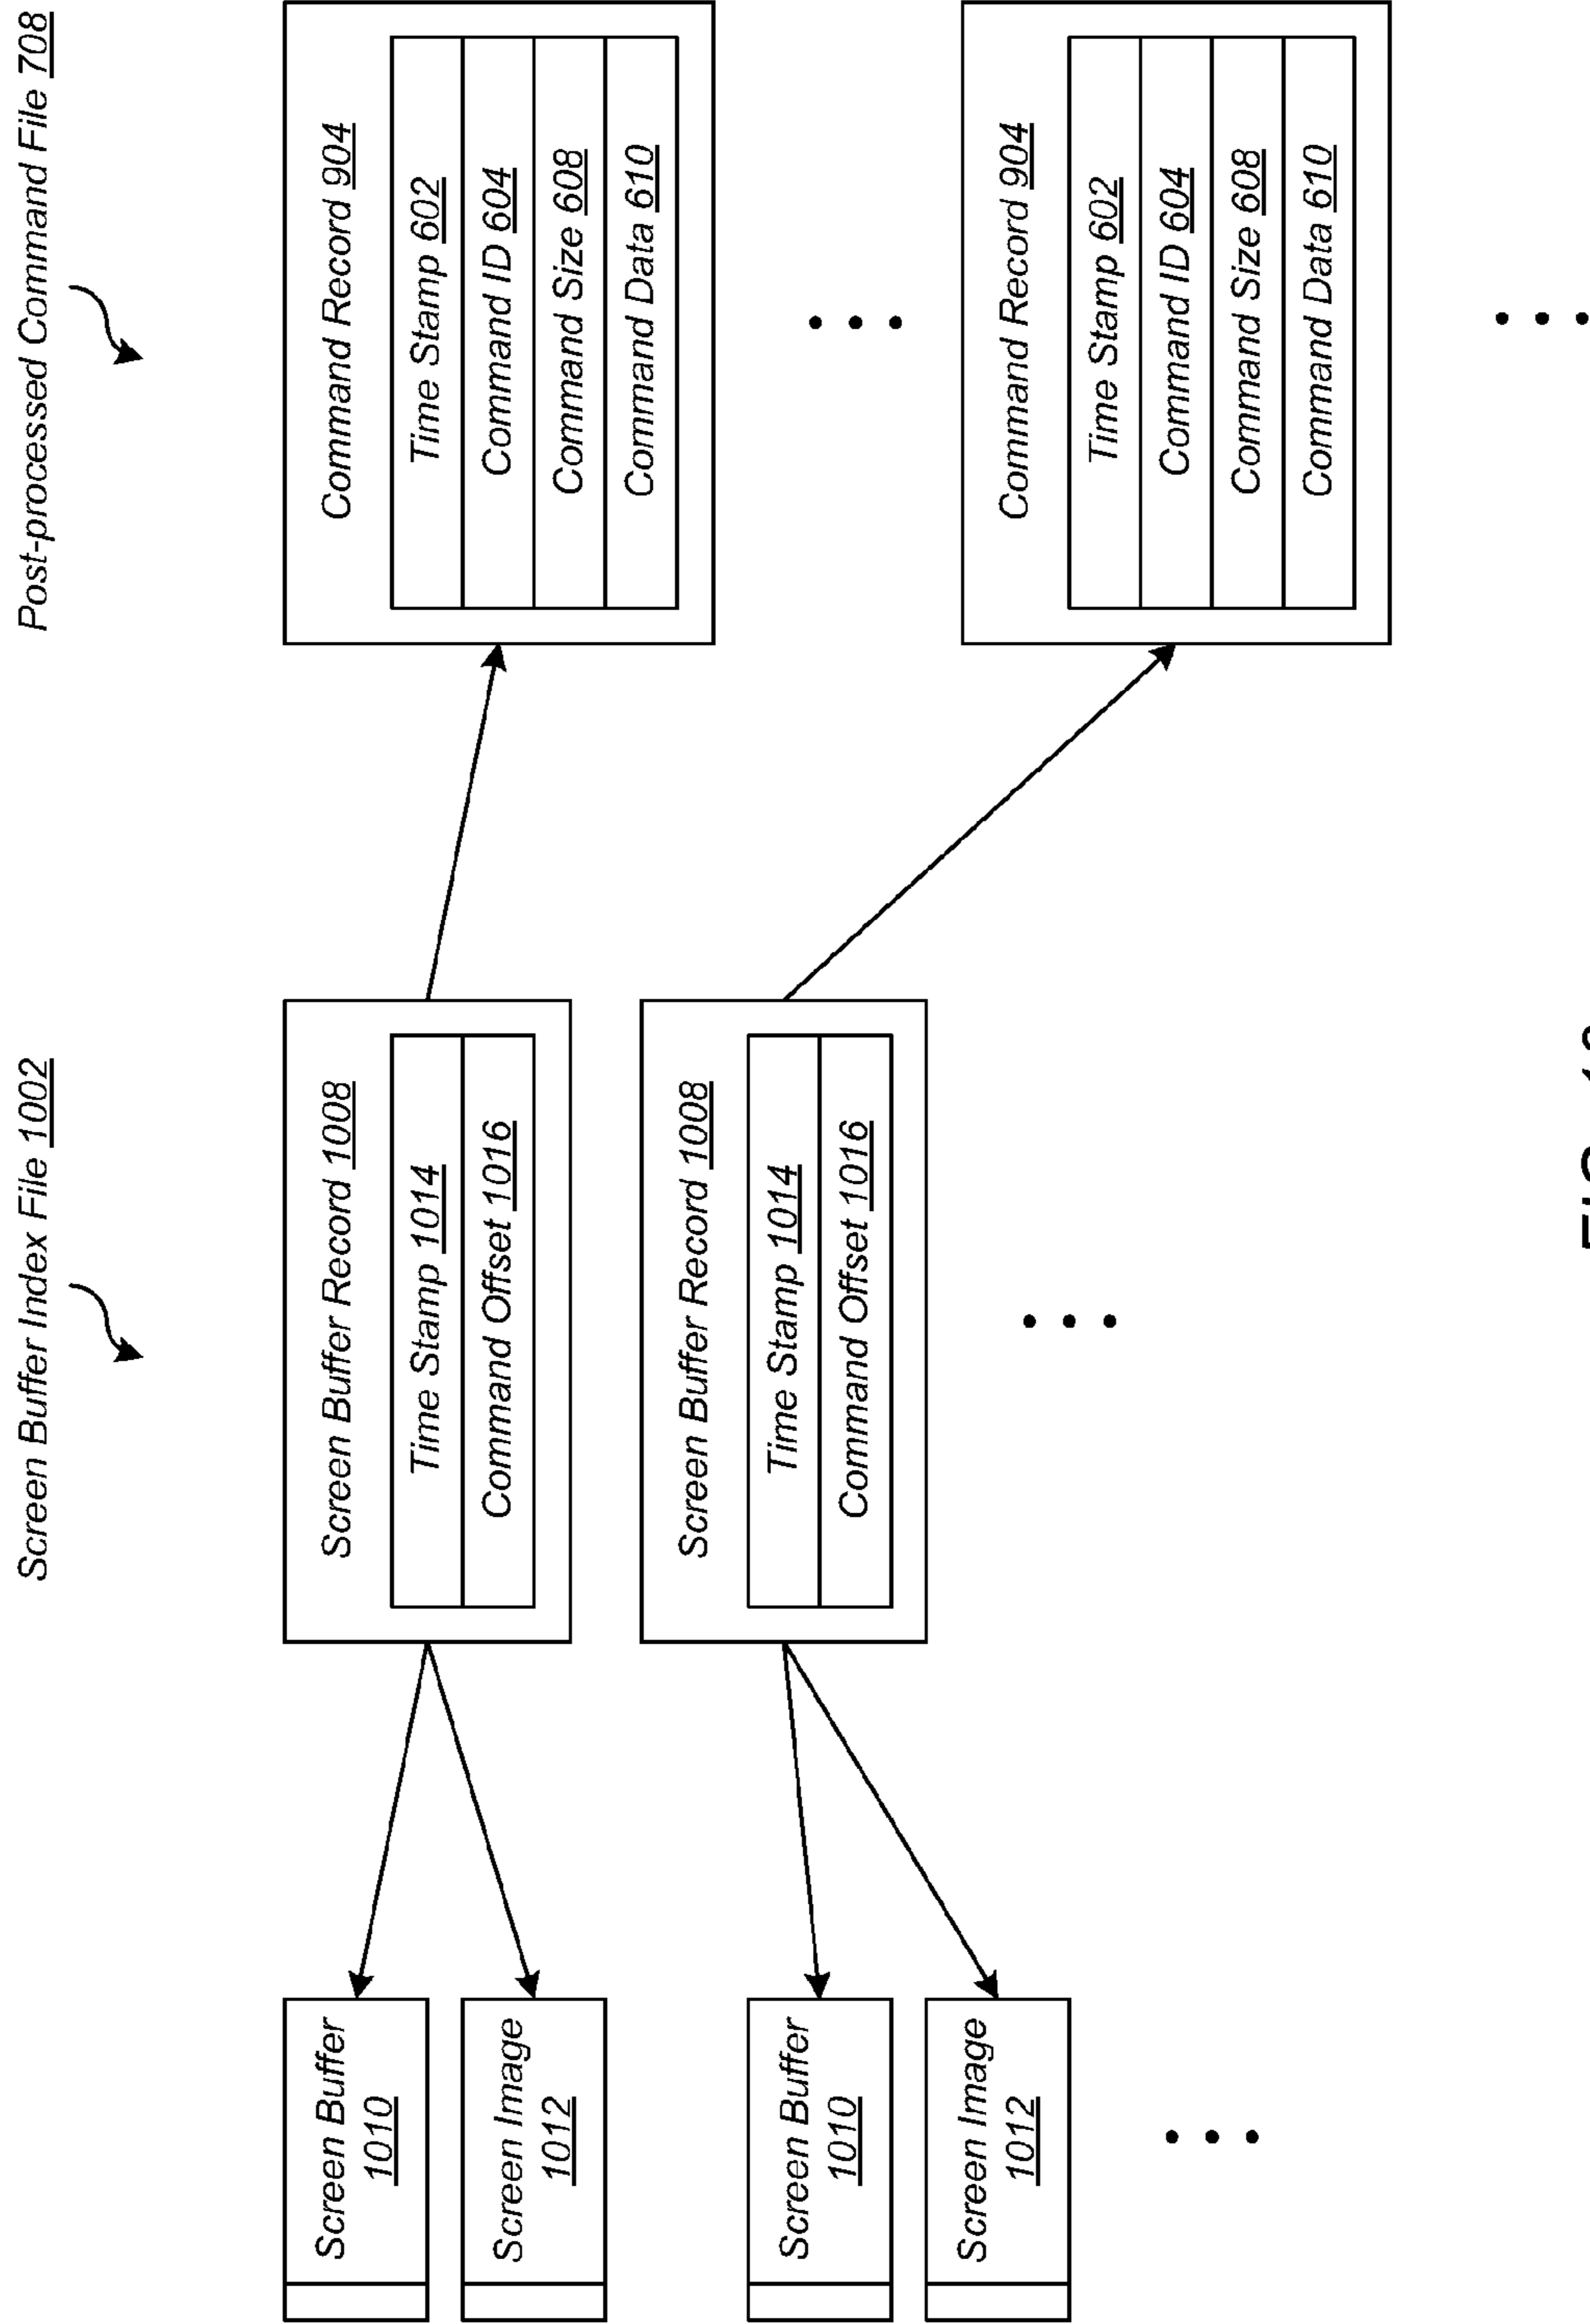 Screen Buffer Index File 1002
Post-processed Command File 708
Screen Buffer
1010
Screen Image
1012
Screen Buffer
1010
Screen Image
1012
Screen Buffer Record 1008
Time Stamp 1014
Command Offset 1016
Screen Buffer Record 1008
Time Stamp 1014
Command Offset 1016
Command Record 904
Time Stamp 602
Command ID 604
Command Size 608
Command Data 610
Command Record 904
Time Stamp 602
Command ID 604
Command Size 608
Command Data 610